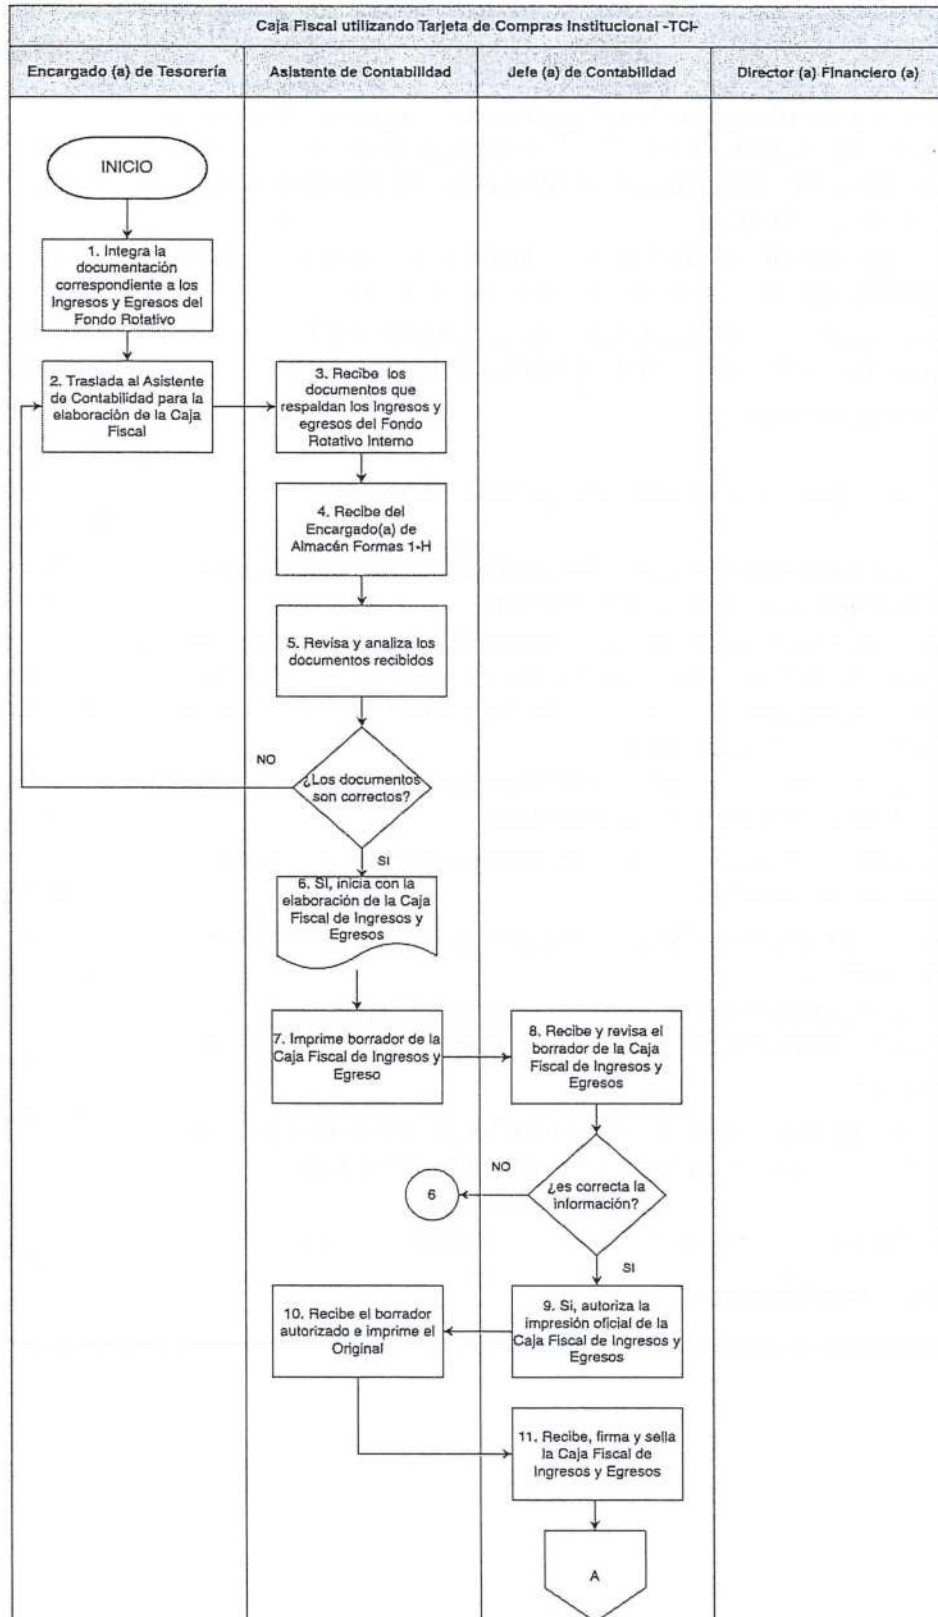 Caja Fiscal utilizando Tarjeta de Compras Institucional -TCI-
Encargado (a) de Tesorería
Asistente de Contabilidad
Jefe (a) de Contabilidad
Director (a) Financiero (a)
INICIO
1. Integra la
documentación
correspondiente a los
Ingresos y Egresos del
Fondo Rotativo
2. Traslada al Asistente
de Contabilidad para la
elaboración de la Caja
Fiscal
3. Recibe los
documentos que
respaldan los Ingresos y
egresos del Fondo
Rotativo Interno
4. Recibe del
Encargado(a) de
Almacén Formas 1-H
5. Revisa y analiza los
documentos recibidos
NO
¿Los documentos
son correctos?
SI
6. SI, inicia con la
elaboración de la Caja
Fiscal de Ingresos y
Egresos
7. Imprime borrador de la
Caja Fiscal de Ingresos y
Egreso
8. Recibe y revisa el
borrador de la Caja
Fiscal de Ingresos y
Egresos
NO
6
¿es correcta la
información?
SI
9. Si, autoriza la
impresión oficial de la
Caja Fiscal de Ingresos y
Egresos
10. Recibe el borrador
autorizado e imprime el
Original
11. Recibe, firma y sella
la Caja Fiscal de
Ingresos y Egresos
A